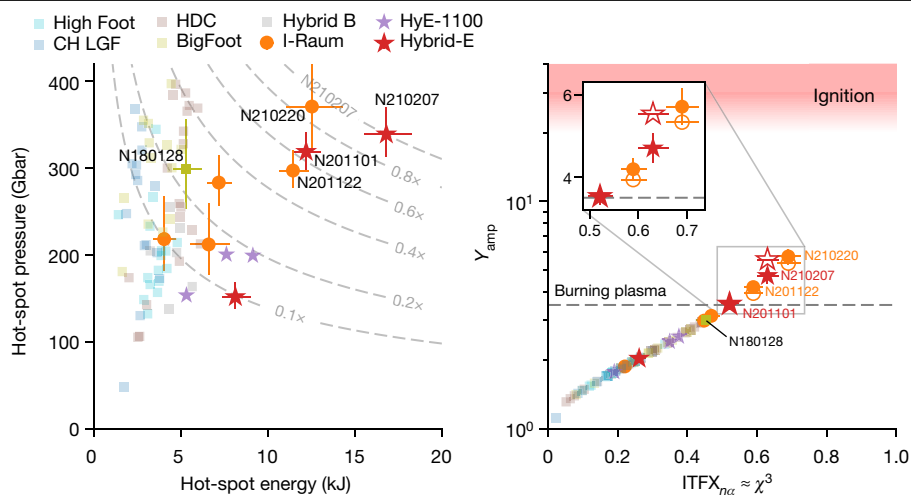 High Foot HDC Hybrid B HyE-1100
CH LGF BigFoot I-Raum Hybrid-E
400
300
200
100
0
0 5 10 15 20
Hot-spot pressure (Gbar)
Hot-spot energy (kJ)
N210207
N210207
N210220
N180128
N201101
N201122
0.8×
0.6×
0.4×
0.2×
0.1×
Ignition
6
4
0.5 0.6 0.7
10¹
10⁰
Yamp
N210220
N210207
N201122
N201101
Burning plasma
N180128
0 0.2 0.4 0.6 0.8 1.0
ITFXnα ≈ χ³